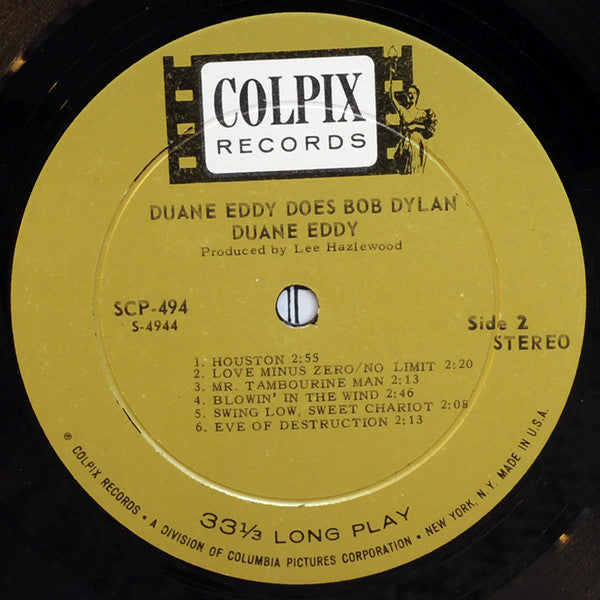 COLPIX
RECORDS
DUANE EDDY DOES BOB DYLAN
DUANE EDDY
Produced by Lee Hazlewood
SCP-494
S-4944
Side 2
STEREO
1. HOUSTON 2:55
2. LOVE MINUS ZERO/NO LIMIT 2:20
3. MR. TAMBOURINE MAN 2:13
4. BLOWIN' IN THE WIND 2:46
5. SWING LOW, SWEET CHARIOT 2:08
6. EVE OF DESTRUCTION 2:13
33⅓ LONG PLAY
℗ COLPIX RECORDS • A DIVISION OF COLUMBIA PICTURES CORPORATION • NEW YORK, N.Y. MADE IN U.S.A.